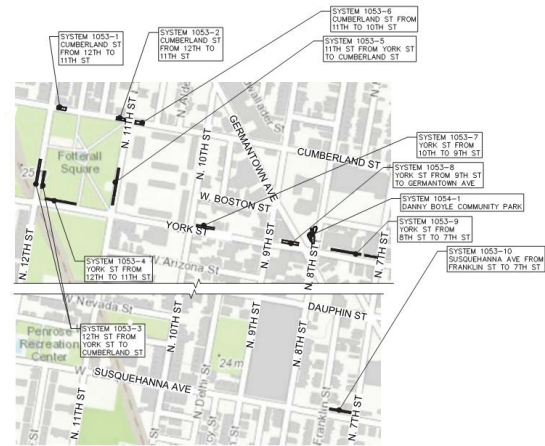 SYSTEM 1053-1
CUMBERLAND ST
FROM 12TH TO
11TH ST
SYSTEM 1053-2
CUMBERLAND ST
FROM 12TH TO
11TH ST
SYSTEM 1053-6
CUMBERLAND ST FROM
11TH TO 10TH ST
SYSTEM 1053-5
11TH ST FROM YORK ST
TO CUMBERLAND ST
N. 11TH ST
GERMANTOWN AVE
N. 10TH ST
CUMBERLAND ST
Fotterall
Square
W. BOSTON ST
YORK ST
N. 12TH ST
N. 9TH ST
N. 8TH ST
N. 7TH ST
Arizona St
SYSTEM 1053-7
YORK ST FROM
10TH TO 9TH ST
SYSTEM 1053-8
YORK ST FROM 9TH ST
TO GERMANTOWN AVE
SYSTEM 1054-1
DANNY BOYLE COMMUNITY PARK
SYSTEM 1053-9
YORK ST FROM
8TH ST TO 7TH ST
SYSTEM 1053-10
SUSQUEHANNA AVE FROM
FRANKLIN ST TO 7TH ST
SYSTEM 1053-4
YORK ST FROM
12TH TO 11TH ST
SYSTEM 1053-3
12TH ST FROM
YORK ST TO
CUMBERLAND ST
Nevada St
DAUPHIN ST
Penrose
Recreation
Center
N. 10TH ST
N. 9TH ST
N. 8TH ST
24 m
SUSQUEHANNA AVE
N. 11TH ST
N Delhi St
Franklin St
N. 7TH ST